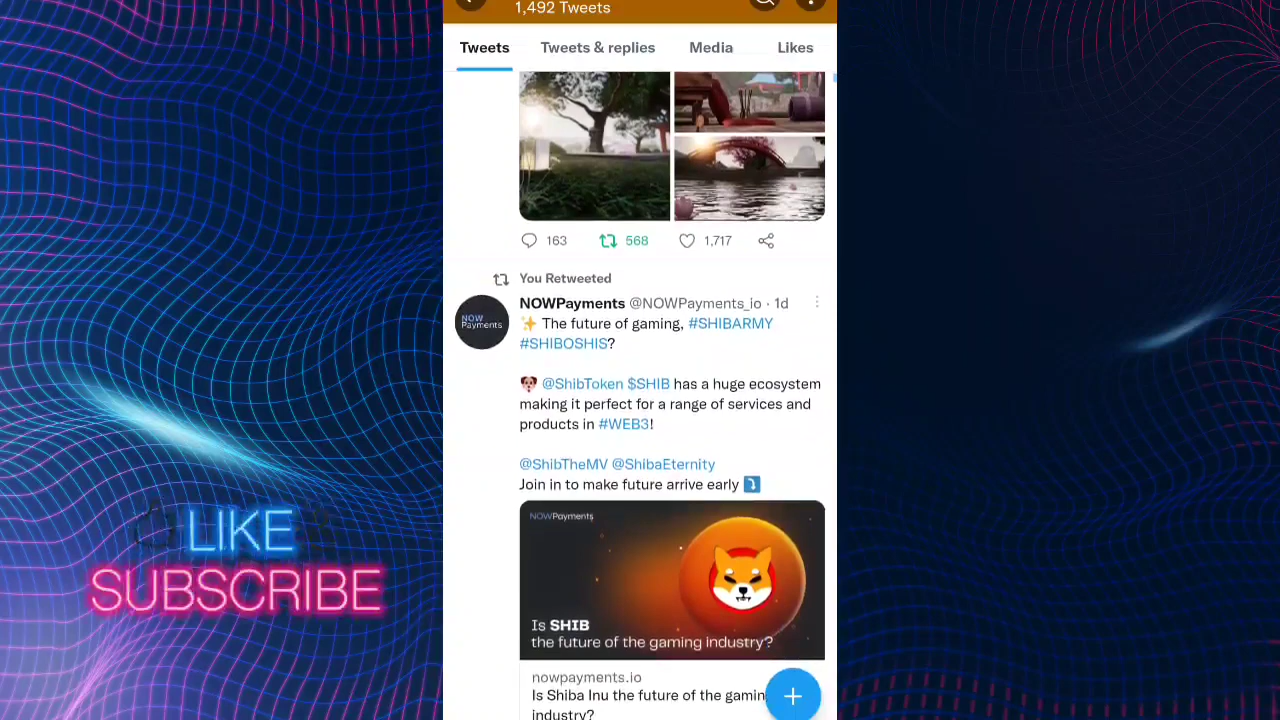 1,492 Tweets
Tweets Tweets & replies Media Likes
163 568 1,717
You Retweeted
NOW Payments
NOWPayments @NOWPayments_io · 1d
✨ The future of gaming, #SHIBARMY
#SHIBOSHIS?
🐶 @ShibToken $SHIB has a huge ecosystem
making it perfect for a range of services and
products in #WEB3!
@ShibTheMV @ShibaEternity
Join in to make future arrive early ⤵️
NOWPayments
Is SHIB
the future of the gaming industry?
nowpayments.io
Is Shiba Inu the future of the gamin
industry?
LIKE
SUBSCRIBE